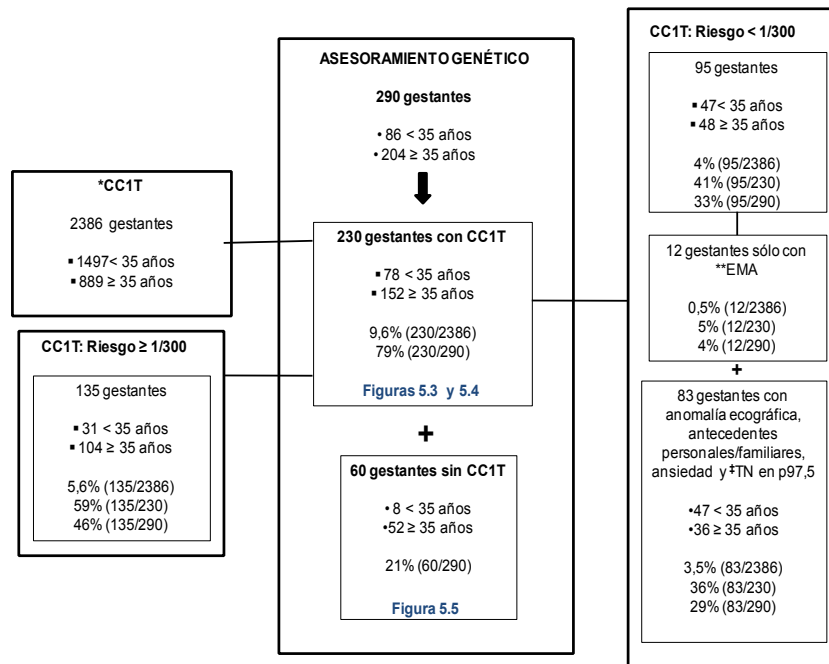 ASESORAMIENTO GENÉTICO
290 gestantes
• 86 < 35 años
• 204 ≥ 35 años
*CC1T
2386 gestantes
▪ 1497< 35 años
▪ 889 ≥ 35 años
230 gestantes con CC1T
▪ 78 < 35 años
▪ 152 ≥ 35 años
9,6% (230/2386)
79% (230/290)
Figuras 5.3 y 5.4
+
60 gestantes sin CC1T
• 8 < 35 años
•52 ≥ 35 años
21% (60/290)
Figura 5.5
CC1T: Riesgo ≥ 1/300
135 gestantes
▪ 31 < 35 años
▪ 104 ≥ 35 años
5,6% (135/2386)
59% (135/230)
46% (135/290)
CC1T: Riesgo < 1/300
95 gestantes
▪ 47< 35 años
▪ 48 ≥ 35 años
4% (95/2386)
41% (95/230)
33% (95/290)
12 gestantes sólo con
**EMA
0,5% (12/2386)
5% (12/230)
4% (12/290)
+
83 gestantes con
anomalía ecográfica,
antecedentes
personales/familiares,
ansiedad y ‡TN en p97,5
•47 < 35 años
•36 ≥ 35 años
3,5% (83/2386)
36% (83/230)
29% (83/290)